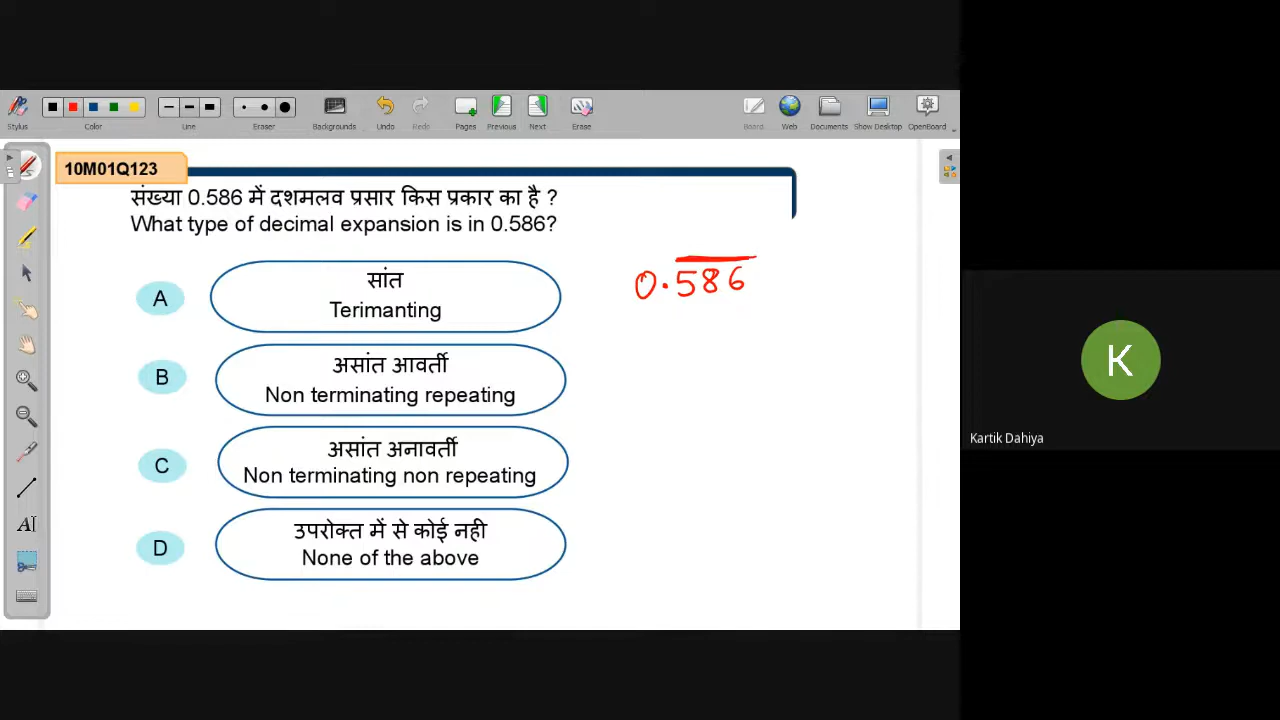 Stylus
Color
Line
Eraser
Backgrounds
Undo
Redo
Pages
Previous
Next
Erase
Board
Web
Documents
Show Desktop
OpenBoard
10M01Q123
संख्या 0.586 में दशमलव प्रसार किस प्रकार का है ?
What type of decimal expansion is in 0.586?
0.586
A
सांत
Terimanting
B
असांत आवर्ती
Non terminating repeating
C
असांत अनावर्ती
Non terminating non repeating
D
उपरोक्त में से कोई नही
None of the above
AI
K
Kartik Dahiya